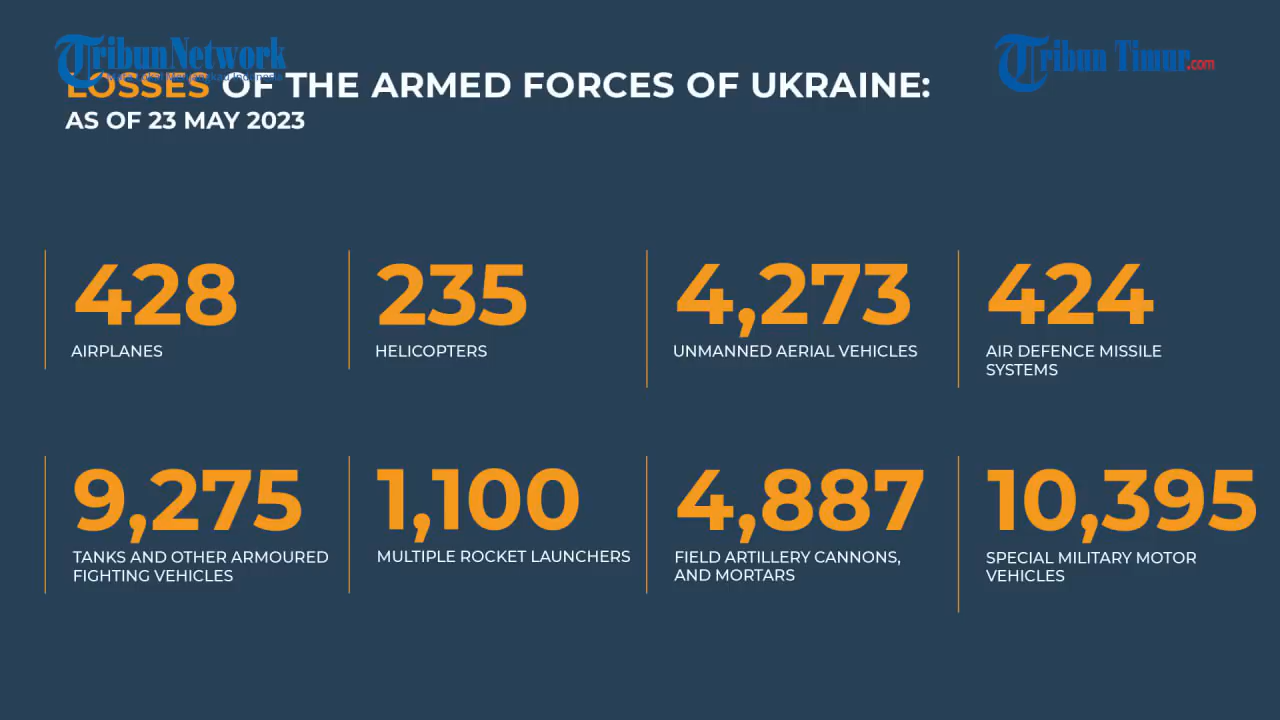 TribunNetwork
Tribun Timur.com
LOSSES OF THE ARMED FORCES OF UKRAINE:
AS OF 23 MAY 2023
428
AIRPLANES
235
HELICOPTERS
4,273
UNMANNED AERIAL VEHICLES
424
AIR DEFENCE MISSILE
SYSTEMS
9,275
TANKS AND OTHER ARMOURED
FIGHTING VEHICLES
1,100
MULTIPLE ROCKET LAUNCHERS
4,887
FIELD ARTILLERY CANNONS,
AND MORTARS
10,395
SPECIAL MILITARY MOTOR
VEHICLES